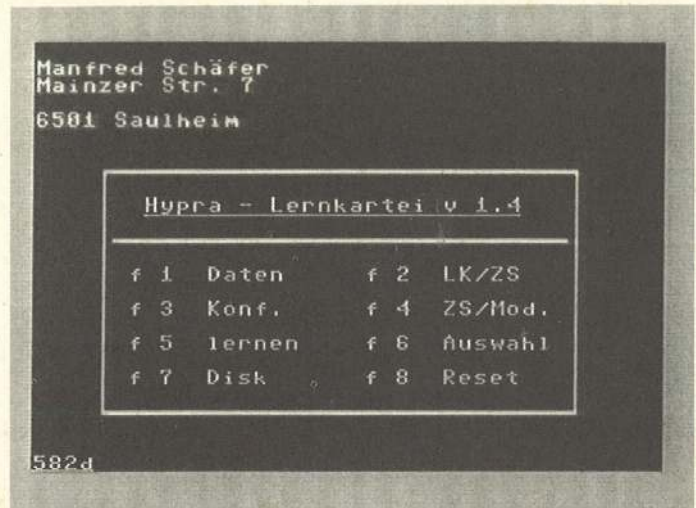 Manfred Schäfer
Mainzer Str. 7
6501 Saulheim
Hypra - Lernkartei v 1.4
f 1 Daten f 2 LK/ZS
f 3 Konf. f 4 ZS/Mod.
f 5 lernen f 6 Auswahl
f 7 Disk f 8 Reset
582d